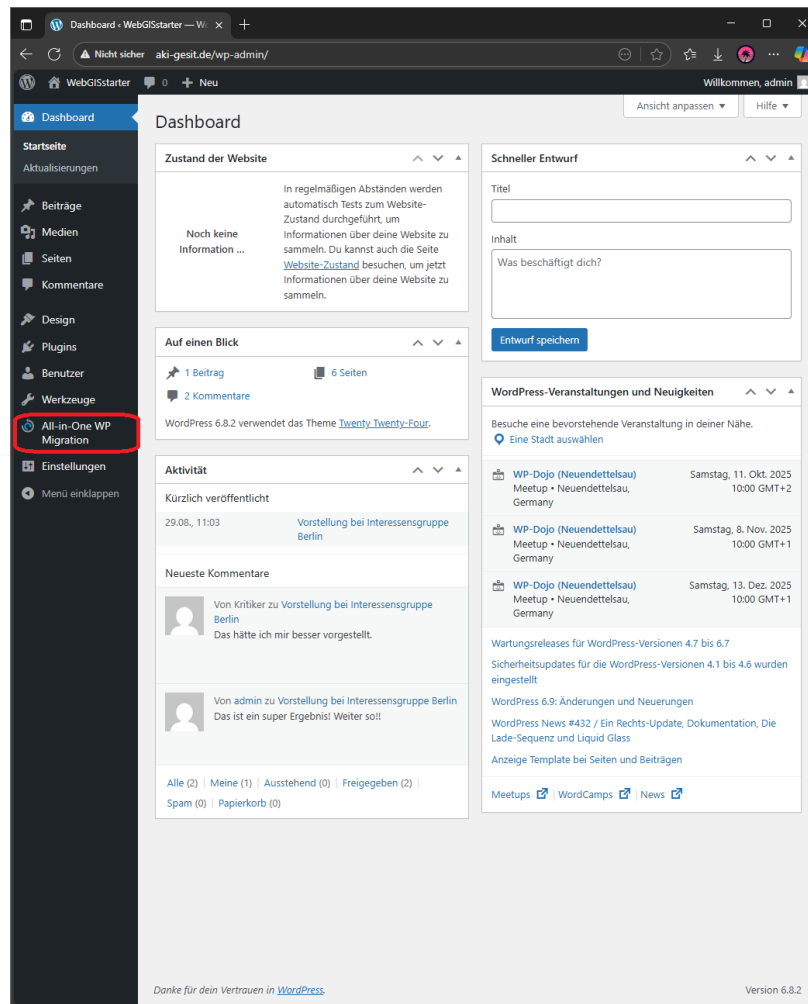 Dashboard ‹ WebGISstarter — Wo
Nicht sicher aki-gesit.de/wp-admin/
WebGISstarter 0 + Neu Willkommen, admin
Ansicht anpassen ▼ Hilfe ▼
Dashboard
Startseite
Aktualisierungen
Beiträge
Medien
Seiten
Kommentare
Design
Plugins
Benutzer
Werkzeuge
All-in-One WP
Migration
Einstellungen
Menü einklappen
Dashboard
Zustand der Website
Noch keine
Information ...
In regelmäßigen Abständen werden
automatisch Tests zum Website-
Zustand durchgeführt, um
Informationen über deine Website zu
sammeln. Du kannst auch die Seite
Website-Zustand besuchen, um jetzt
Informationen über deine Website zu
sammeln.
Auf einen Blick
1 Beitrag 6 Seiten
2 Kommentare
WordPress 6.8.2 verwendet das Theme Twenty Twenty-Four.
Aktivität
Kürzlich veröffentlicht
29.08., 11:03 Vorstellung bei Interessensgruppe
Berlin
Neueste Kommentare
Von Kritiker zu Vorstellung bei Interessensgruppe
Berlin
Das hätte ich mir besser vorgestellt.
Von admin zu Vorstellung bei Interessensgruppe Berlin
Das ist ein super Ergebnis! Weiter so!!
Alle (2) | Meine (1) | Ausstehend (0) | Freigegeben (2) |
Spam (0) | Papierkorb (0)
Schneller Entwurf
Titel
Inhalt
Was beschäftigt dich?
Entwurf speichern
WordPress-Veranstaltungen und Neuigkeiten
Besuche eine bevorstehende Veranstaltung in deiner Nähe.
Eine Stadt auswählen
WP-Dojo (Neuendettelsau) Samstag, 11. Okt. 2025
Meetup • Neuendettelsau, 10:00 GMT+2
Germany
WP-Dojo (Neuendettelsau) Samstag, 8. Nov. 2025
Meetup • Neuendettelsau, 10:00 GMT+1
Germany
WP-Dojo (Neuendettelsau) Samstag, 13. Dez. 2025
Meetup • Neuendettelsau, 10:00 GMT+1
Germany
Wartungsreleases für WordPress-Versionen 4.7 bis 6.7
Sicherheitsupdates für die WordPress-Versionen 4.1 bis 4.6 wurden
eingestellt
WordPress 6.9: Änderungen und Neuerungen
WordPress News #432 / Ein Rechts-Update, Dokumentation, Die
Lade-Sequenz und Liquid Glass
Anzeige Template bei Seiten und Beiträgen
Meetups | WordCamps | News
Danke für dein Vertrauen in WordPress. Version 6.8.2